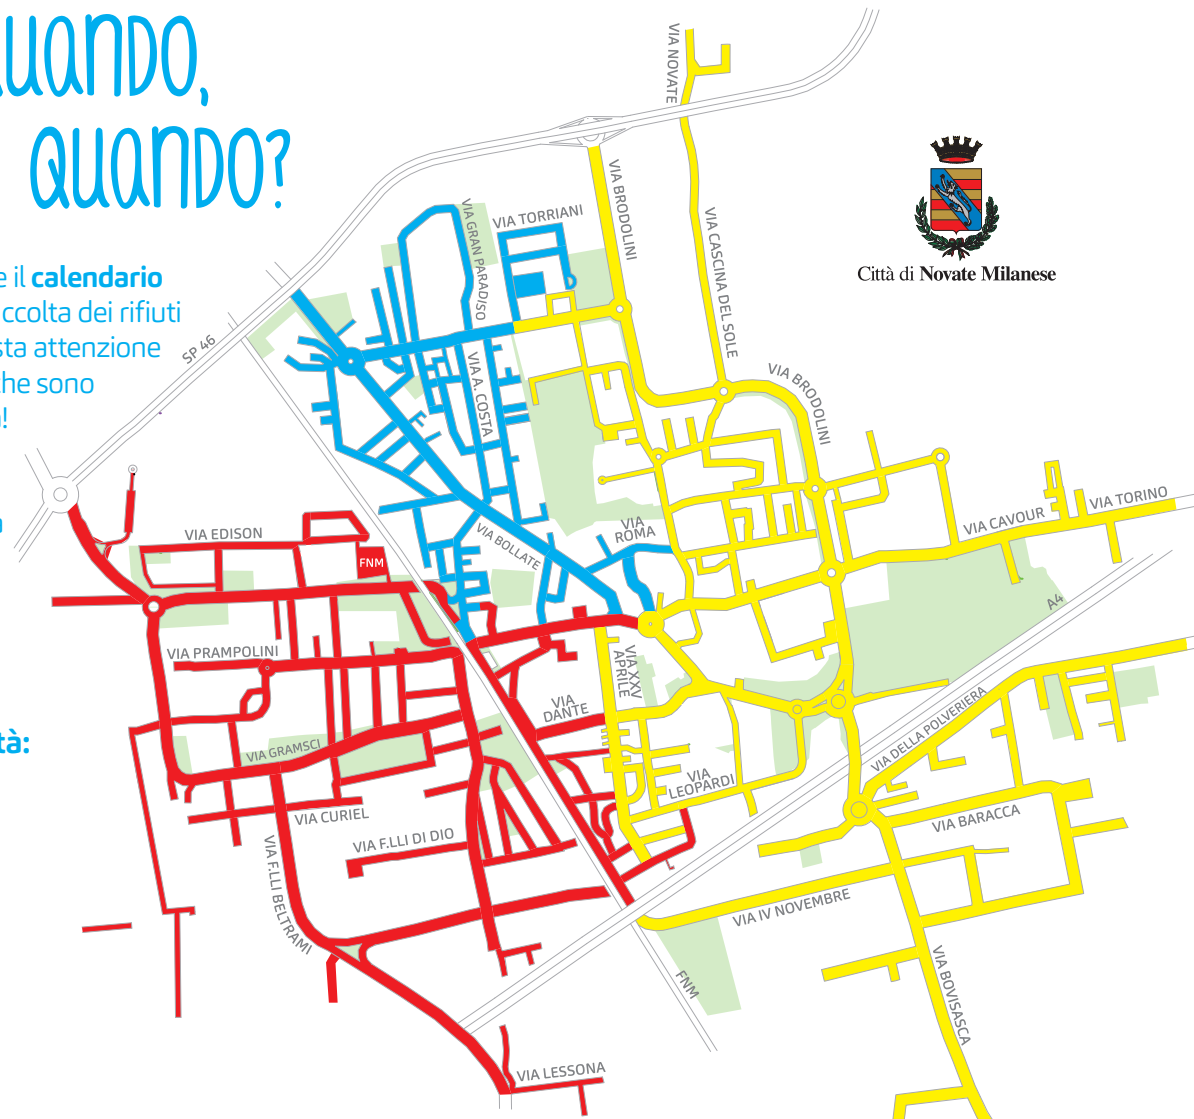 QUANDO,
QUANDO?
e il calendario
ccolta dei rifiuti
sta attenzione
che sono
!
tà:
Città di Novate Milanese
VIA NOVATE
VIA BRODOLINI
VIA CASCINA DEL SOLE
VIA TORRIANI
VIA GRAN PARADISO
SP 46
VIA A. COSTA
VIA BRODOLINI
VIA TORINO
VIA CAVOUR
VIA EDISON
VIA BOLLATE
VIA
ROMA
FNM
A4
VIA PRAMPOLINI
VIA XXV
APRILE
VIA
DANTE
VIA DELLA POLVERIERA
VIA GRAMSCI
VIA
LEOPARDI
VIA CURIEL
VIA BARACCA
VIA F.LLI DI DIO
VIA F.LLI BELTRAMI
VIA IV NOVEMBRE
FNM
VIA BOVISASCA
VIA LESSONA